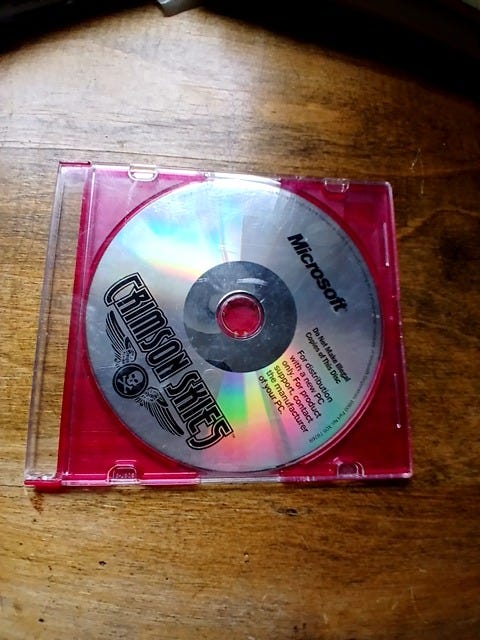 Microsoft
Do Not Make Illegal
Copies of This Disc
For distribution
with a new PC
only. For product
support, contact
the manufacturer
of your PC.
CRIMSON SKIES™